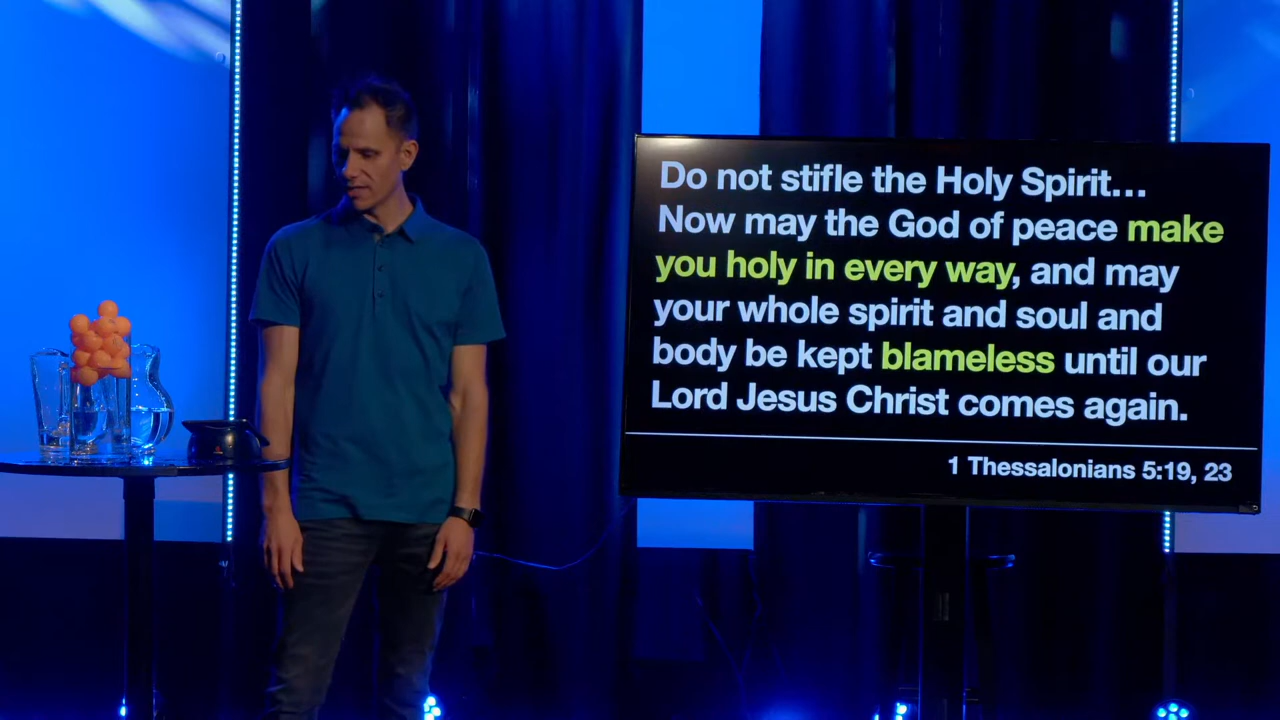 Do not stifle the Holy Spirit...
Now may the God of peace make
you holy in every way, and may
your whole spirit and soul and
body be kept blameless until our
Lord Jesus Christ comes again.
1 Thessalonians 5:19, 23